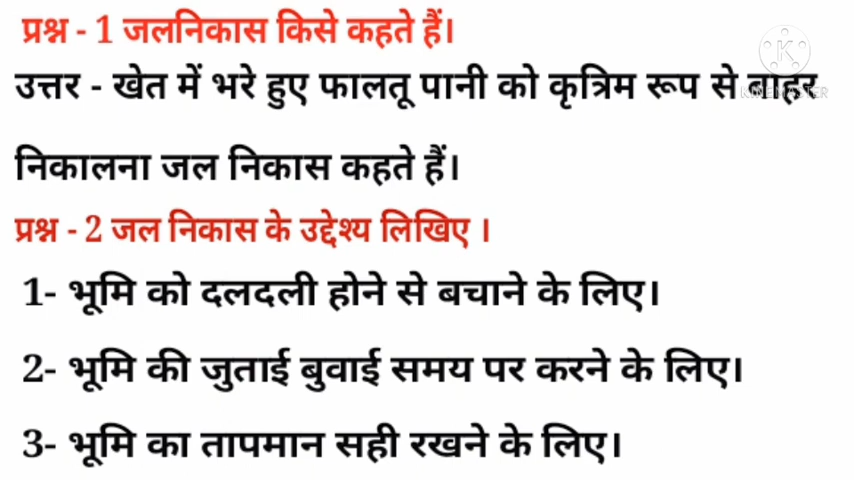 प्रश्न - 1 जलनिकास किसे कहते हैं।
उत्तर - खेत में भरे हुए फालतू पानी को कृत्रिम रूप से बाहर
निकालना जल निकास कहते हैं।
प्रश्न - 2 जल निकास के उद्देश्य लिखिए ।
1- भूमि को दलदली होने से बचाने के लिए।
2- भूमि की जुताई बुवाई समय पर करने के लिए।
3- भूमि का तापमान सही रखने के लिए।
K
KINEMASTER